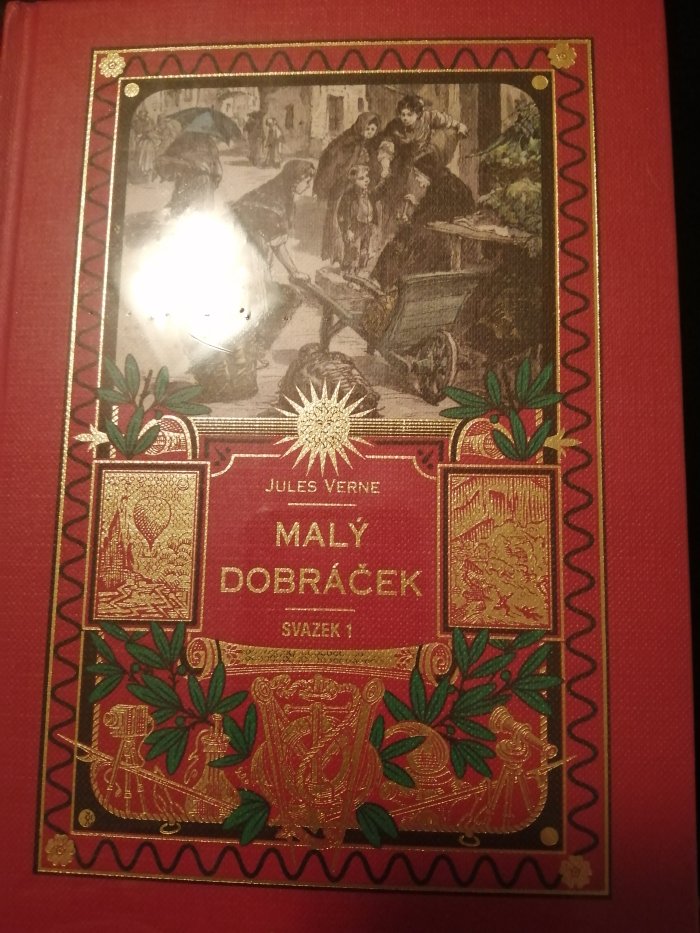 JULES VERNE
MALÝ
DOBRÁČEK
SVAZEK 1